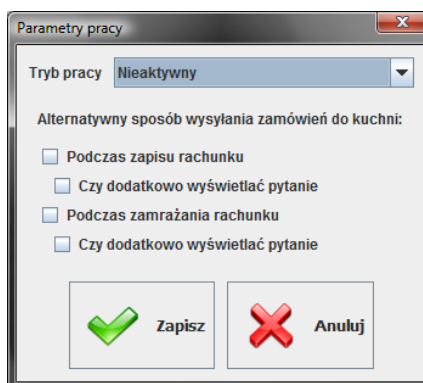 Parametry pracy
Tryb pracy Nieaktywny
Alternatywny sposób wysyłania zamówień do kuchni:
Podczas zapisu rachunku
Czy dodatkowo wyświetlać pytanie
Podczas zamrażania rachunku
Czy dodatkowo wyświetlać pytanie
Zapisz Anuluj